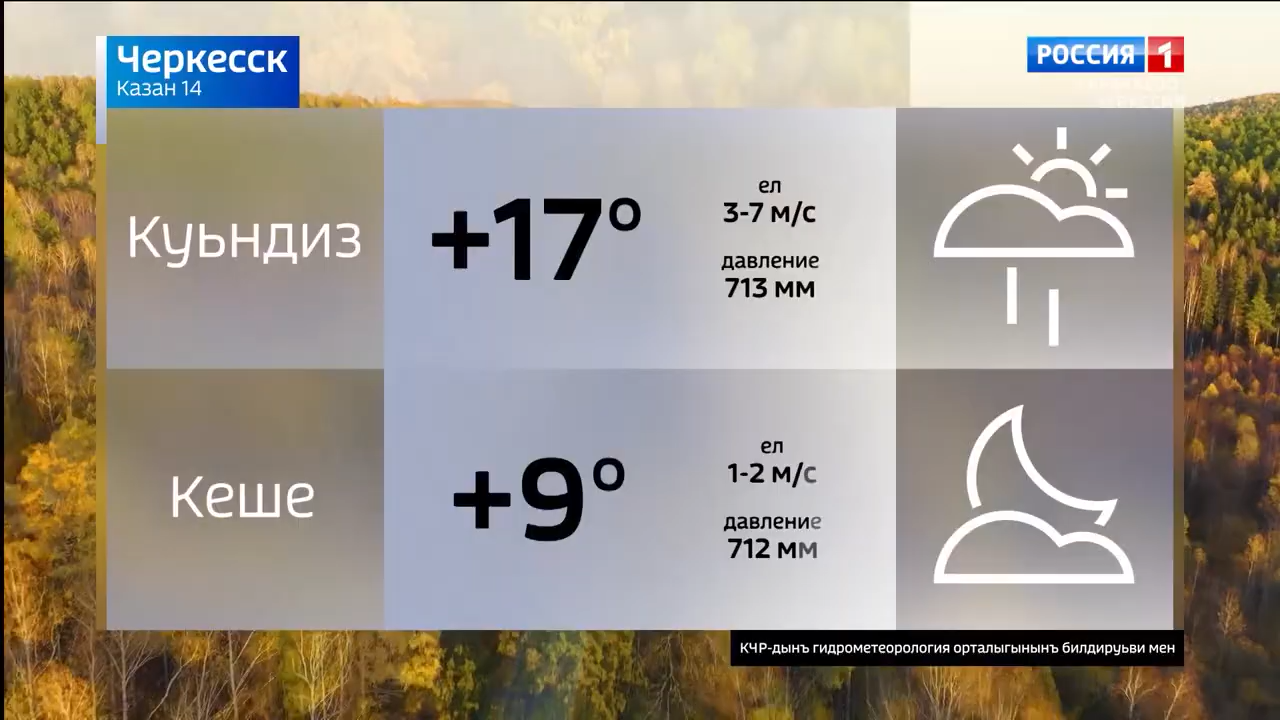 Черкесск
Казан 14
РОССИЯ 1
Куьндиз
+17°
ел
3-7 м/с
давление
713 мм
Кеше
+9°
ел
1-2 м/с
давление
712 мм
КЧР-дынъ гидрометеорология орталыгынынъ билдируьви мен